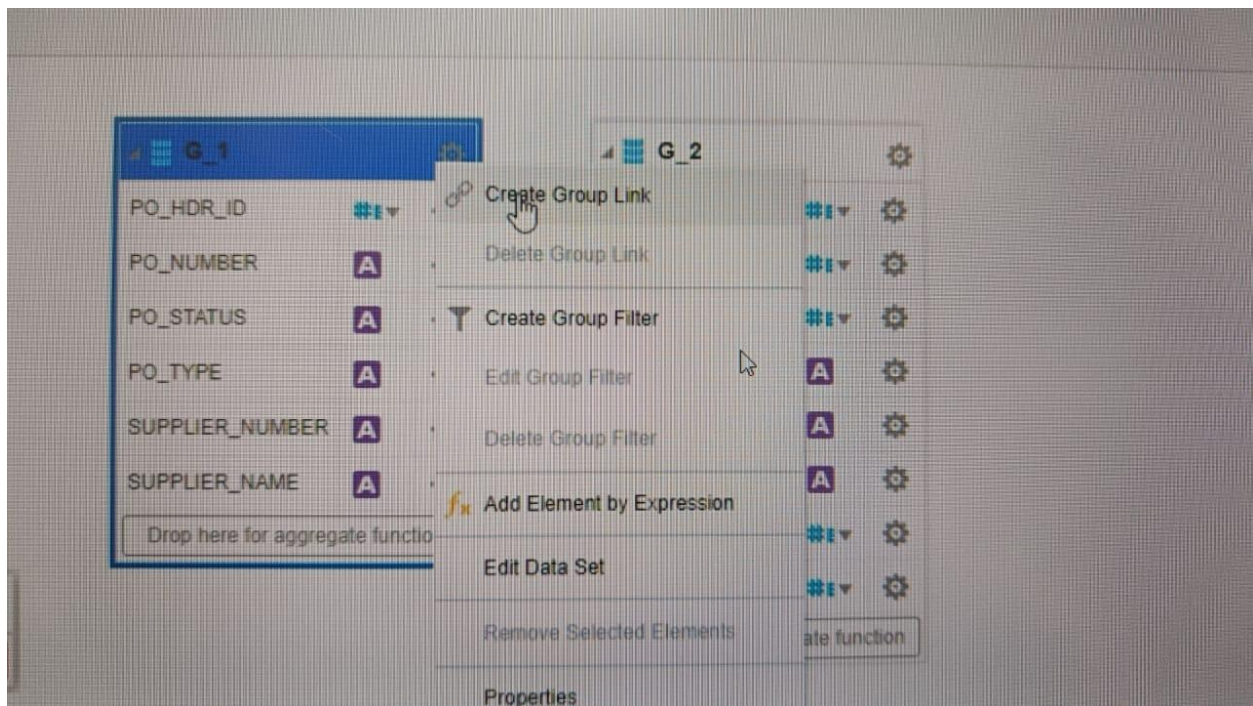 G_1
PO_HDR_ID
PO_NUMBER
A
PO_STATUS
A
PO_TYPE
A
SUPPLIER_NUMBER
A
SUPPLIER_NAME
A
Drop here for aggregate functio
Create Group Link
Delete Group Link
Create Group Filter
Edit Group Filter
Delete Group Filter
fx Add Element by Expression
Edit Data Set
Remove Selected Elements
Properties
G_2
A
A
A
ate function